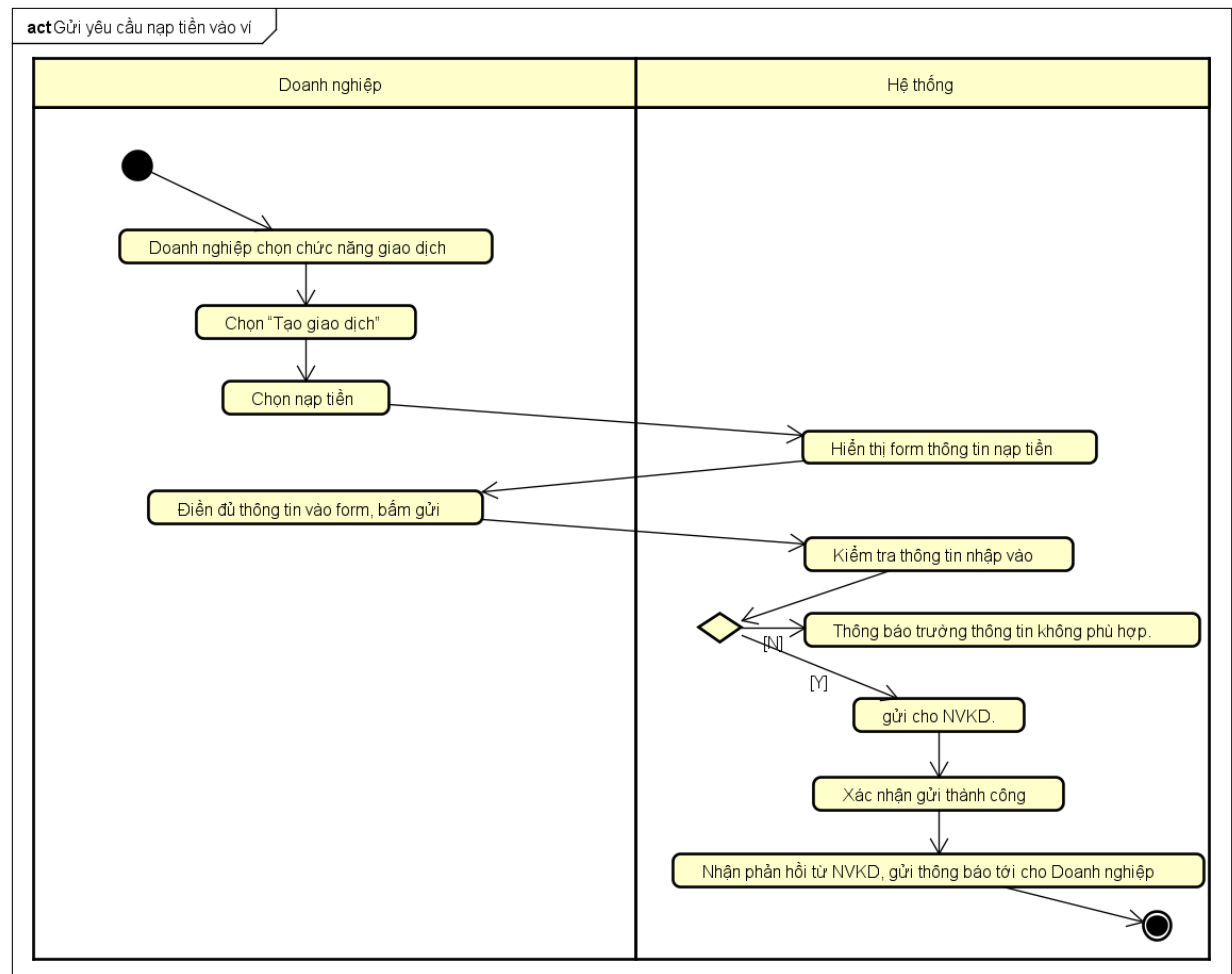 act Gửi yêu cầu nạp tiền vào ví
Doanh nghiệp
Hệ thống
Doanh nghiệp chọn chức năng giao dịch
Chọn “Tạo giao dịch”
Chọn nạp tiền
Hiển thị form thông tin nạp tiền
Điền đủ thông tin vào form, bấm gửi
Kiểm tra thông tin nhập vào
Thông báo trường thông tin không phù hợp.
[N]
[Y]
gửi cho NVKD.
Xác nhận gửi thành công
Nhận phản hồi từ NVKD, gửi thông báo tới cho Doanh nghiệp